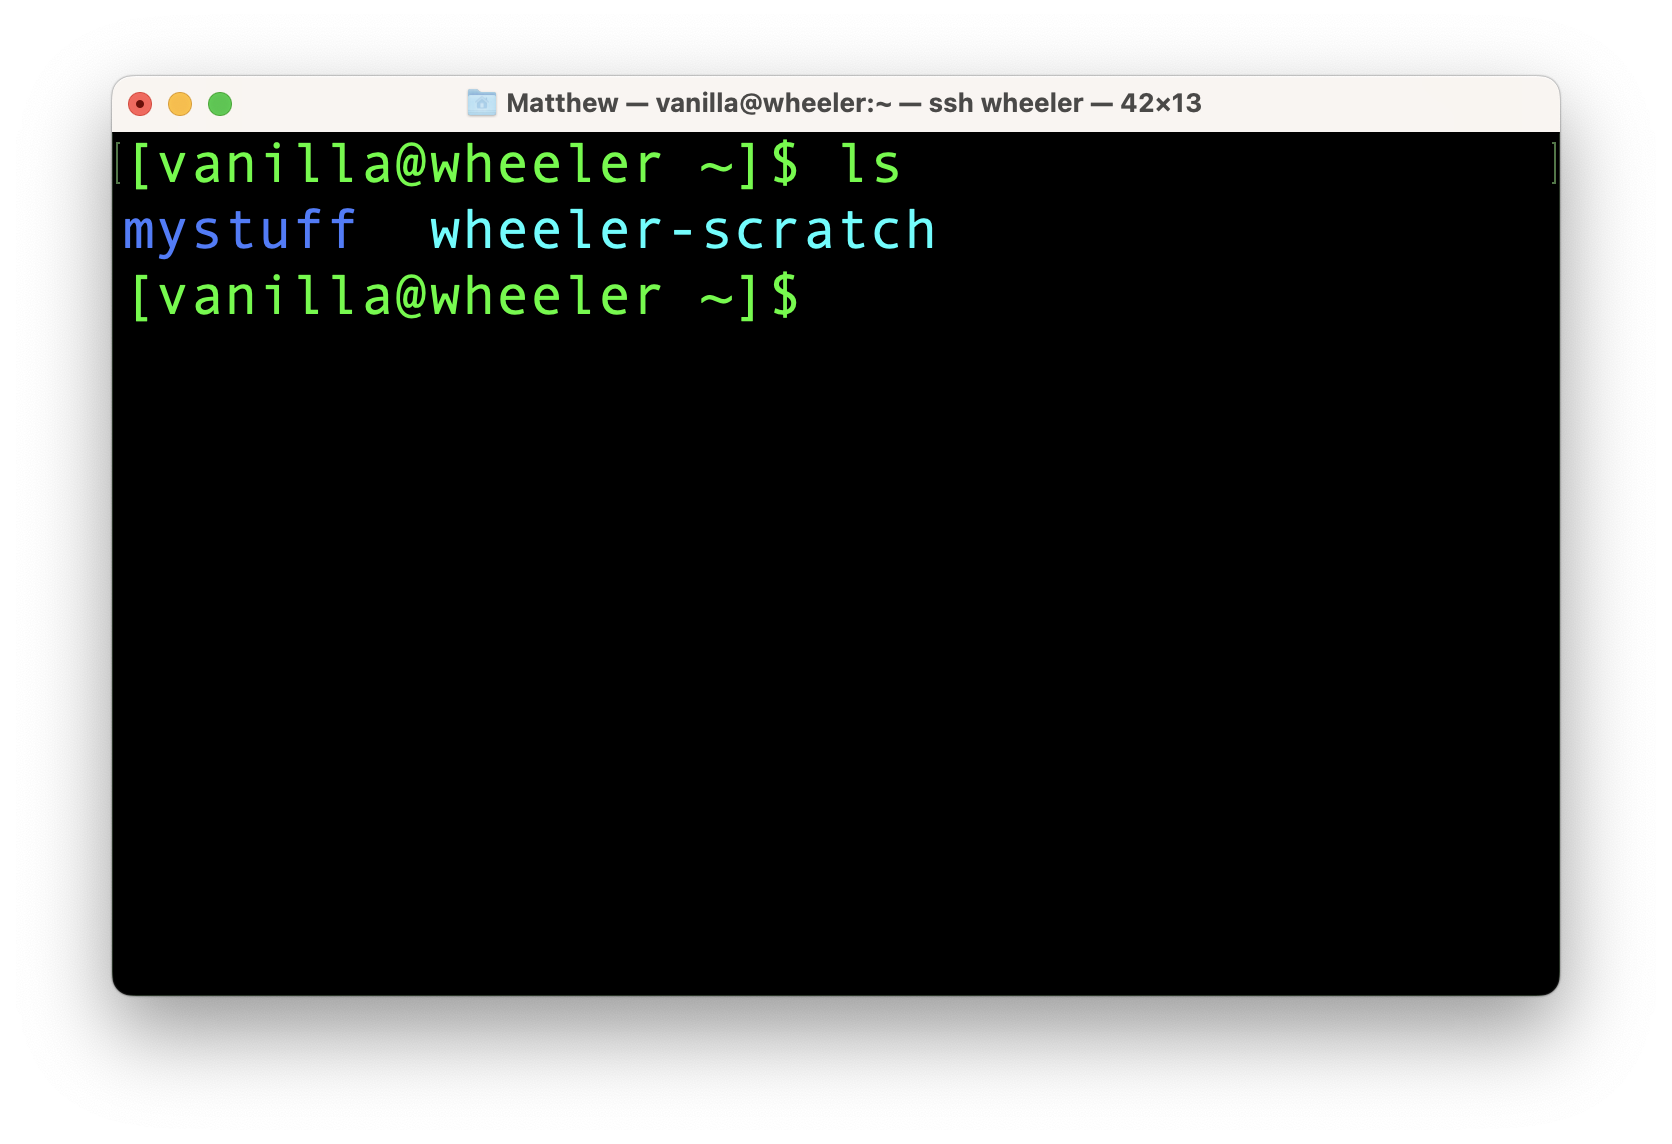 Matthew — vanilla@wheeler:~ — ssh wheeler — 42×13
[vanilla@wheeler ~]$ ls
mystuff  wheeler-scratch
[vanilla@wheeler ~]$